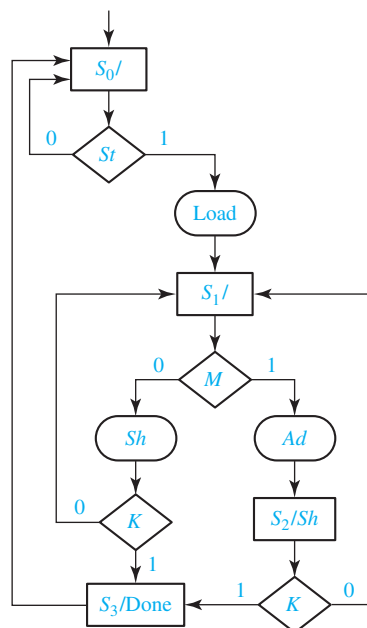 S₀/
0 St 1
Load
S₁/
0 M 1
Sh Ad
0 K S₂/Sh
1
S₃/Done 1 K 0